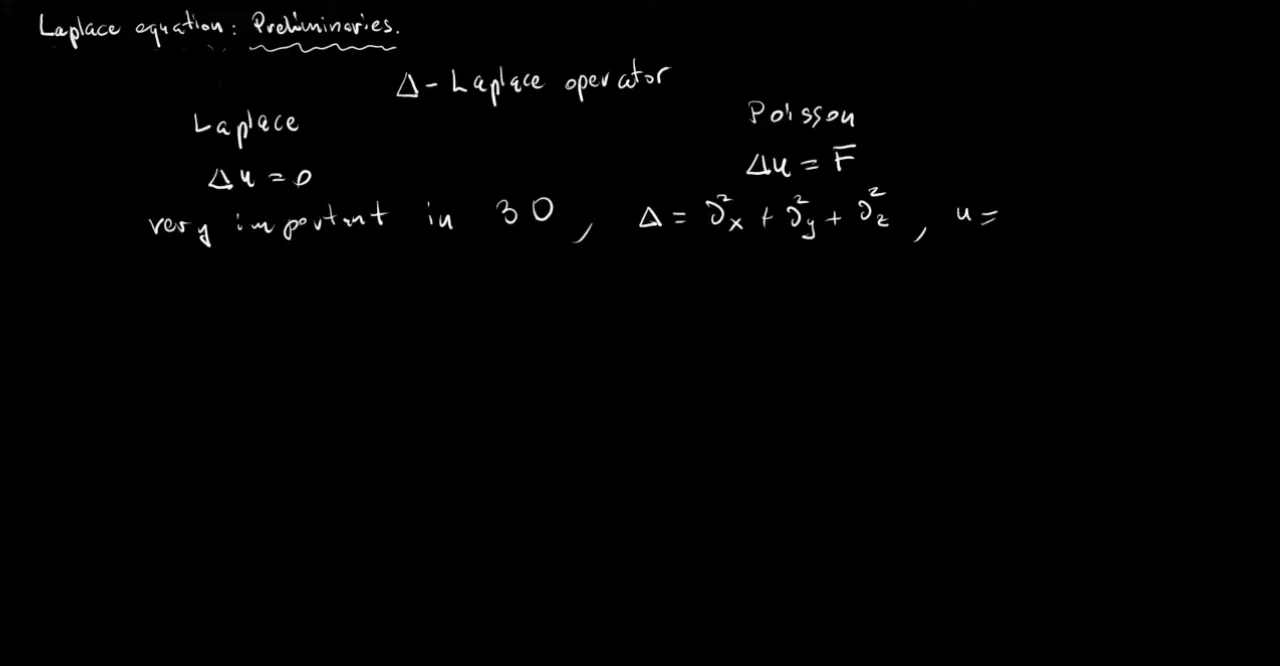 Laplace equation: Preliminaries.
Δ - Laplace operator
Laplace
Poisson
Δu = 0
Δu = F
very important in 3D, Δ = ∂²x + ∂²y + ∂²z, u =